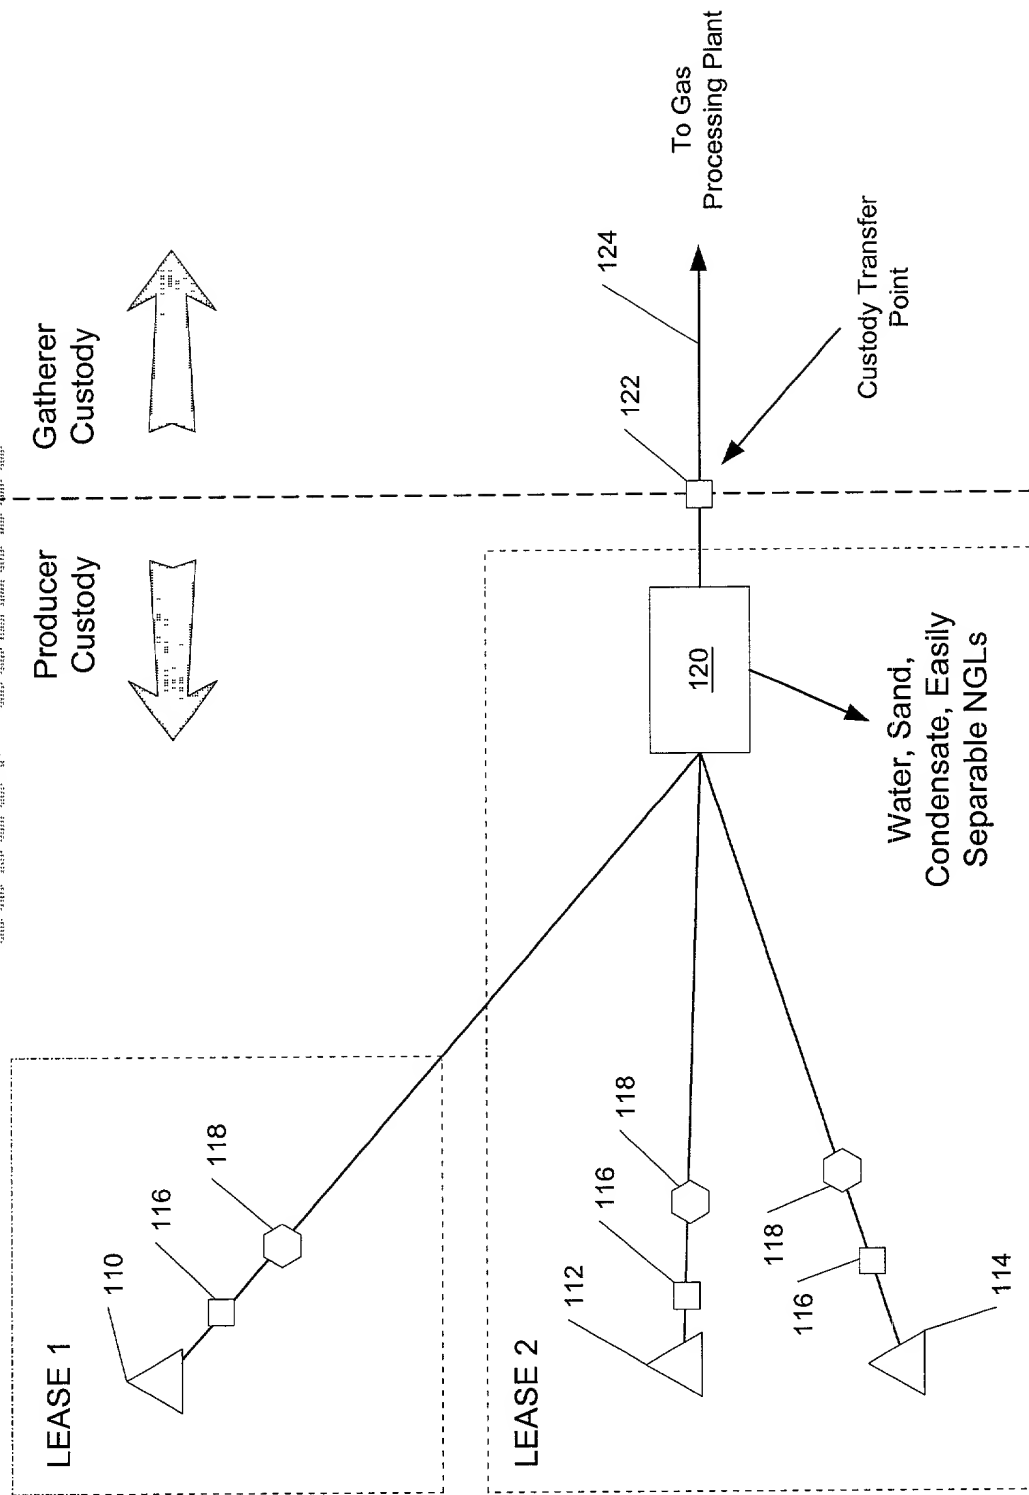 Producer
Custody
Gatherer
Custody
LEASE 1
110
116
118
LEASE 2
112
116
118
114
116
118
120
122
124
To Gas
Processing Plant
Custody Transfer
Point
Water, Sand,
Condensate, Easily
Separable NGLs